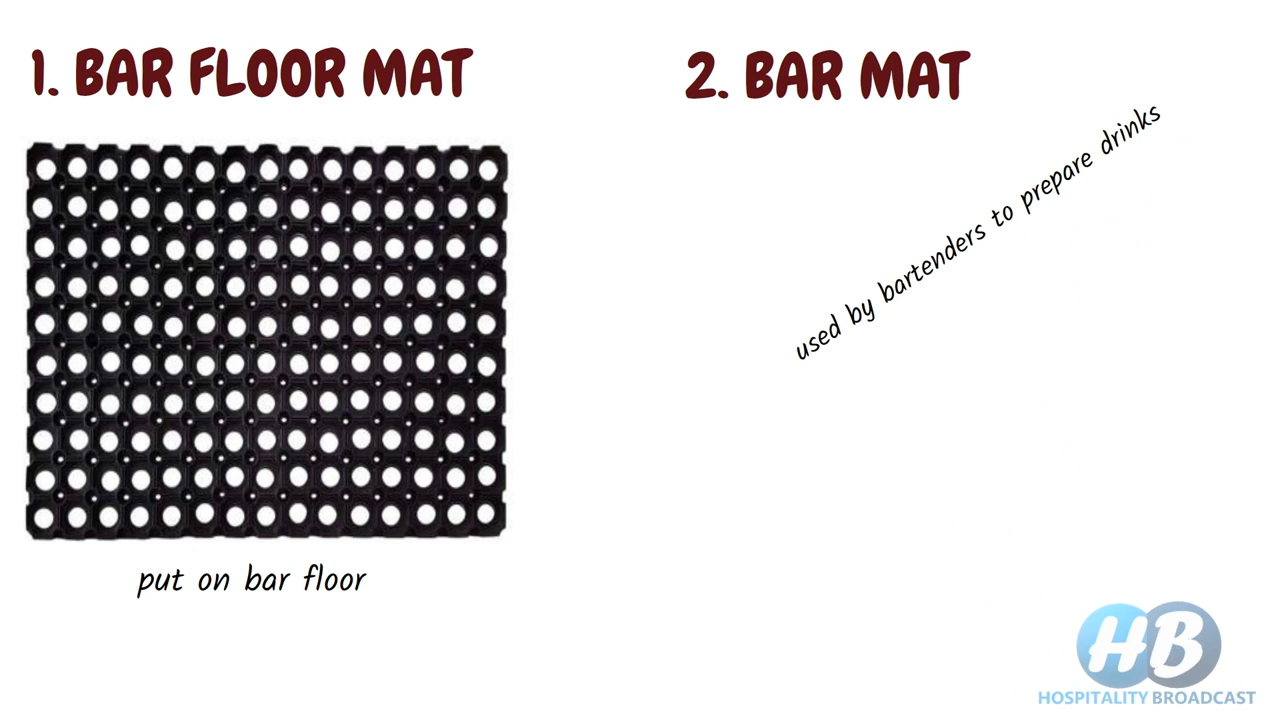 1. BAR FLOOR MAT
put on bar floor
2. BAR MAT
used by bartenders to prepare drinks
HB
HOSPITALITY BROADCAST